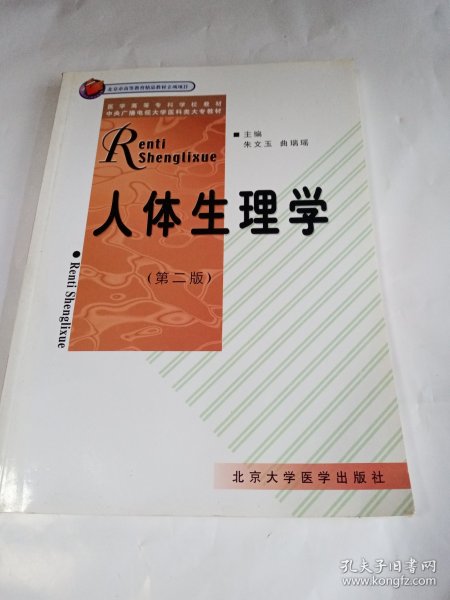 北京市高等教育精品教材立项项目
医学高等专科学校教材
中央广播电视大学医科类大专教材
Renti
Shenglixue
主编
朱文玉 曲瑞瑶
人体生理学
(第二版)
Renti Shenglixue
北京大学医学出版社
孔夫子旧书网
www.kongfz.com